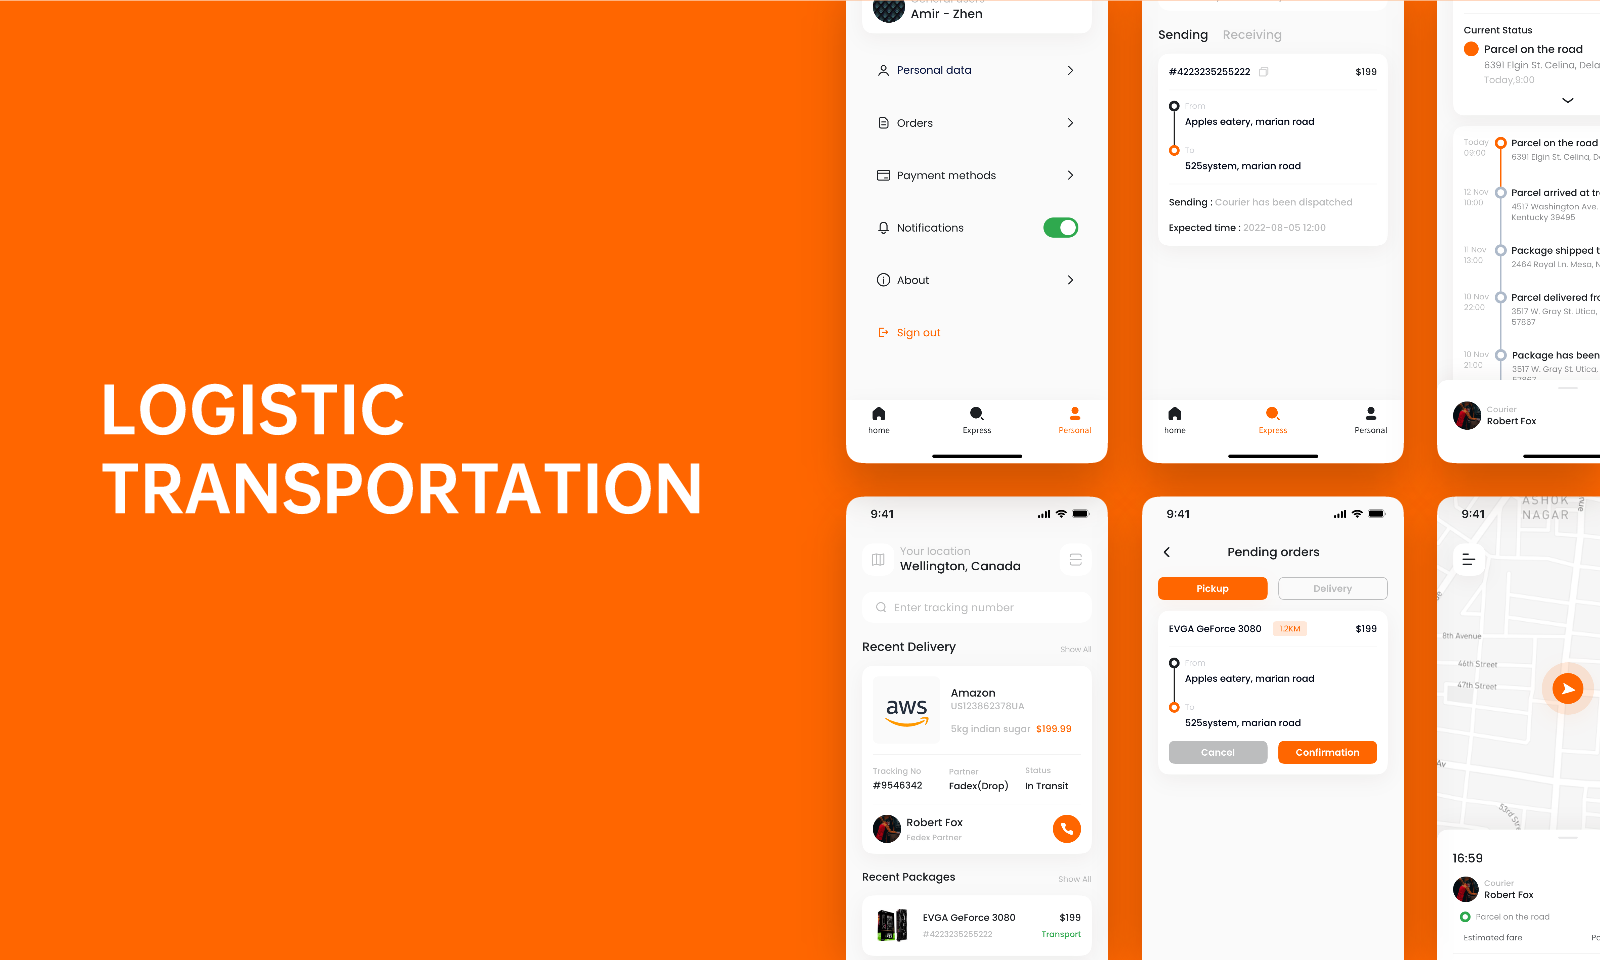 LOGISTIC
TRANSPORTATION
Amir - Zhen
Personal data
Orders
Payment methods
Notifications
About
Sign out
home
Express
Personal
Sending
Receiving
#4223235255222
$199
From
Apples eatery, marian road
To
525system, marian road
Sending : Courier has been dispatched
Expected time : 2022-08-05 12:00
home
Express
Personal
Current Status
Parcel on the road
6391 Elgin St. Celina,
Today,9:00
Today
09:00
Parcel on the road
6391 Elgin St. Celina,
12 Nov
10:00
Parcel arrived at
4517 Washington Ave.
Kentucky 39495
11 Nov
13:00
Package shipped
2464 Royal Ln. Mesa,
10 Nov
22:00
Parcel delivered
3517 W. Gray St. Utica,
57867
10 Nov
21:00
Package has been
3517 W. Gray St. Utica,
57867
Courier
Robert Fox
9:41
Your location
Wellington, Canada
Enter tracking number
Recent Delivery
Show All
aws
Amazon
US123862378UA
5kg indian sugar $199.99
Tracking No
#9546342
Partner
Fadex(Drop)
Status
In Transit
Robert Fox
Fedex Partner
Recent Packages
Show All
EVGA GeForce 3080
$199
#4223235255222
Transport
9:41
Pending orders
Pickup
Delivery
EVGA GeForce 3080
1.2KM
$199
From
Apples eatery, marian road
To
525system, marian road
Cancel
Confirmation
ASHOK
NAGAR
9:41
8th Avenue
46th Street
47th Street
Av
53rd
16:59
Courier
Robert Fox
Parcel on the road
Estimated fare